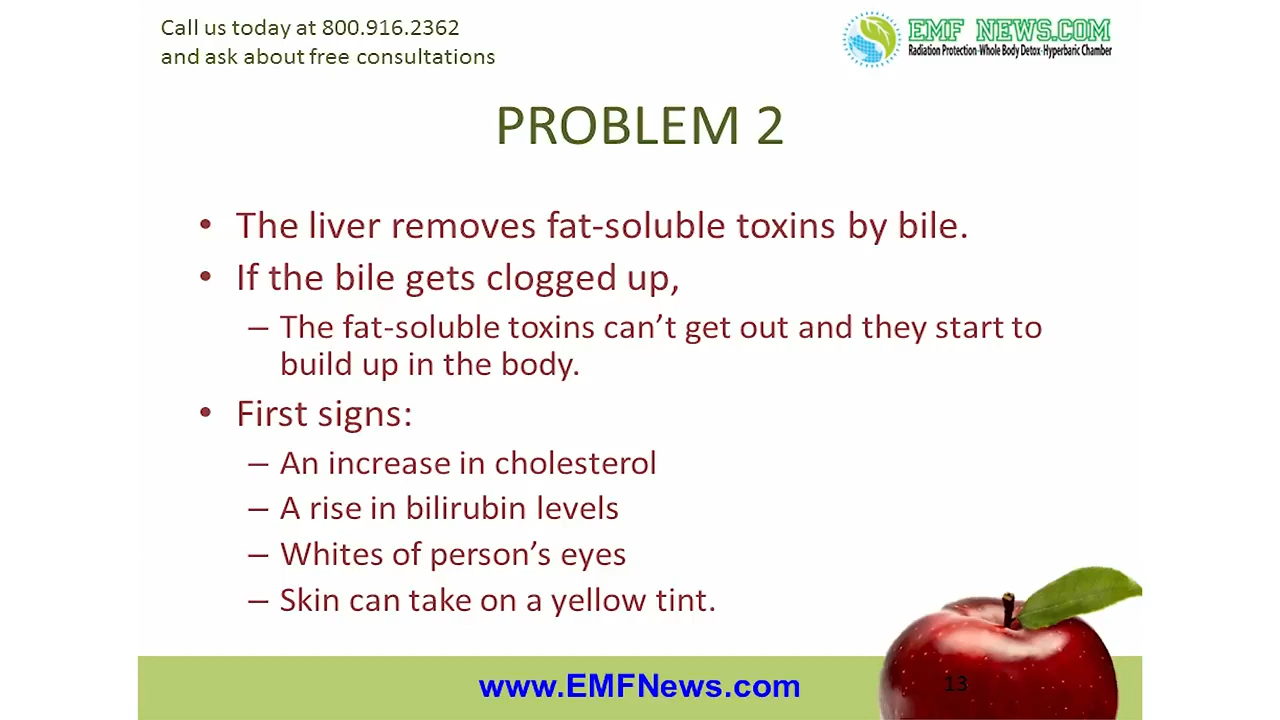 Call us today at 800.916.2362
and ask about free consultations
EMF NEWS.COM
Radiation Protection-Whole Body Detox-Hyperbaric Chamber
PROBLEM 2
• The liver removes fat-soluble toxins by bile.
• If the bile gets clogged up,
– The fat-soluble toxins can’t get out and they start to
build up in the body.
• First signs:
– An increase in cholesterol
– A rise in bilirubin levels
– Whites of person’s eyes
– Skin can take on a yellow tint.
www.EMFNews.com
13